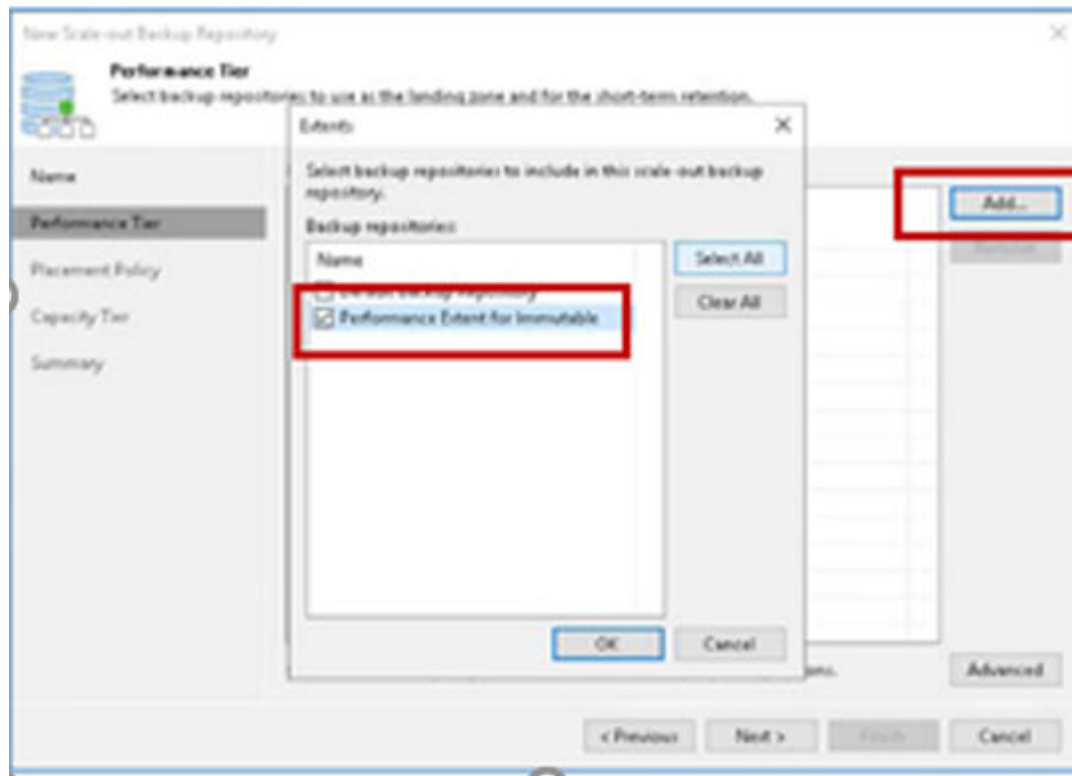 New Scale-out Backup Repository
Performance Tier
Select backup repositories to use as the landing zone and for the short-term retention.
Extents
Name
Select backup repositories to include in this scale-out backup
repository.
Add...
Performance Tier
Backup repositories:
Remove
Name
Select All
Placement Policy
Default Backup Repository
Clear All
Capacity Tier
Performance Extent for Immutable
Summary
OK
Cancel
Advanced
< Previous
Next >
Finish
Cancel